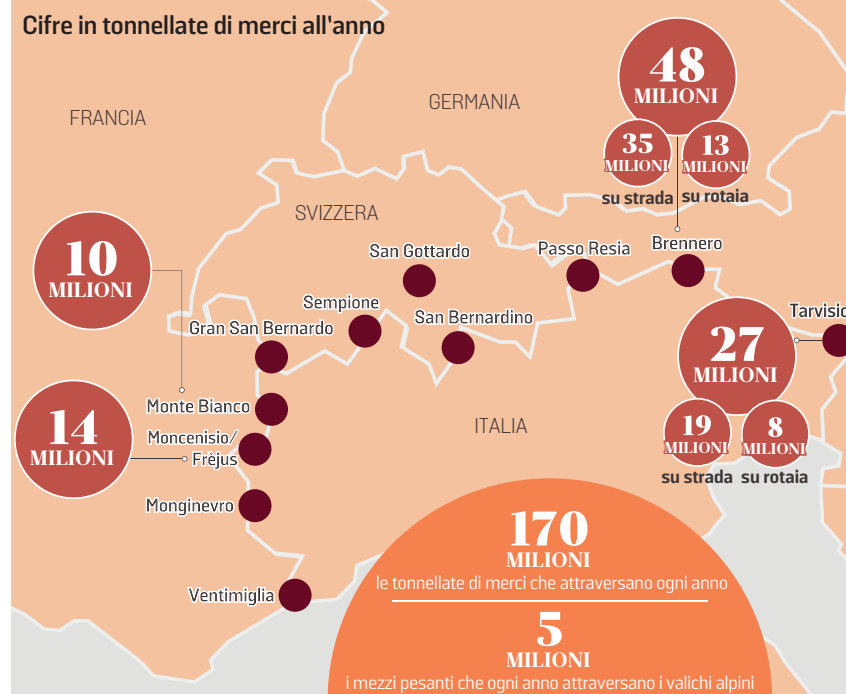 Cifre in tonnellate di merci all'anno
FRANCIA
GERMANIA
48
MILIONI
35
MILIONI
su strada
13
MILIONI
su rotaia
SVIZZERA
10
MILIONI
San Gottardo
Passo Resia
Brennero
Sempione
Gran San Bernardo
San Bernardino
27
MILIONI
Tarvisio
19
MILIONI
su strada
8
MILIONI
su rotaia
Monte Bianco
14
MILIONI
Moncenisio/
Frèjus
ITALIA
Monginevro
Ventimiglia
170
MILIONI
le tonnellate di merci che attraversano ogni anno
5
MILIONI
i mezzi pesanti che ogni anno attraversano i valichi alpini